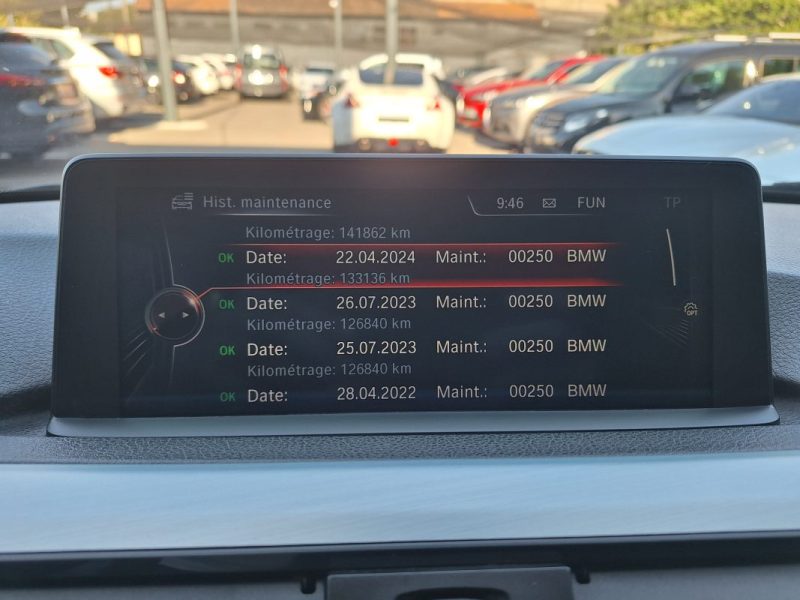 Hist. maintenance 9:46 FUN TP
Kilométrage: 141862 km
OK Date: 22.04.2024 Maint.: 00250 BMW
Kilométrage: 133136 km
OK Date: 26.07.2023 Maint.: 00250 BMW
Kilométrage: 126840 km
OK Date: 25.07.2023 Maint.: 00250 BMW
Kilométrage: 126840 km
OK Date: 28.04.2022 Maint.: 00250 BMW
OPT